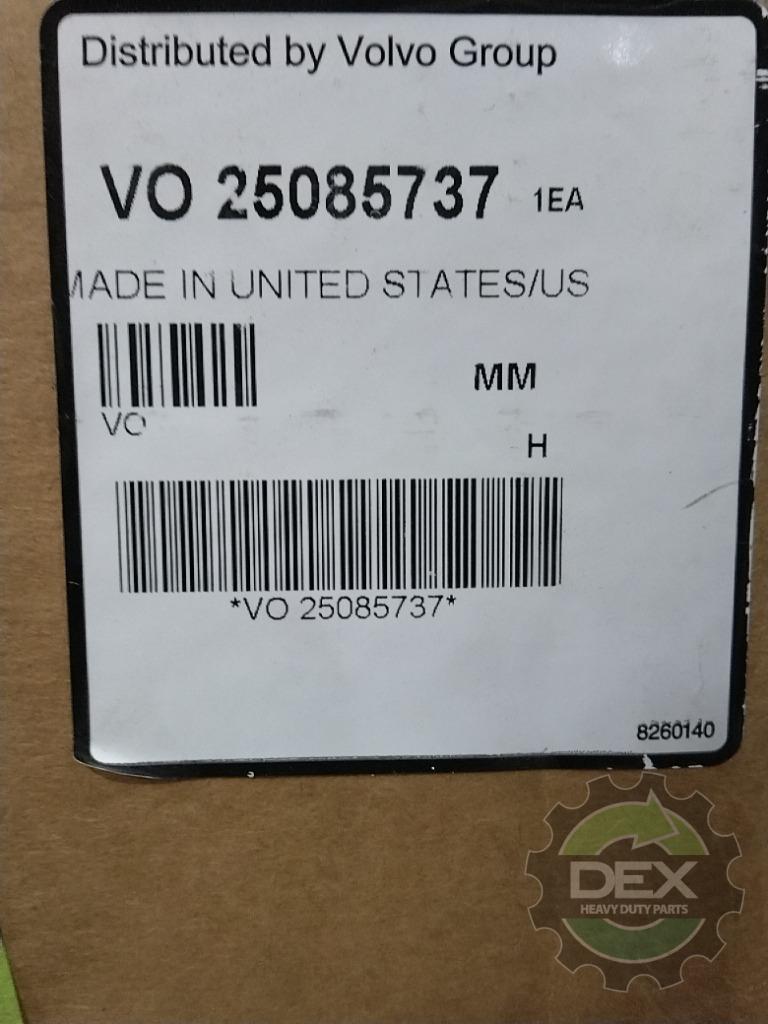 Distributed by Volvo Group
VO 25085737 1EA
MADE IN UNITED STATES/US
MM
VO
H
*VO 25085737*
8260140
DEX
HEAVY DUTY PARTS